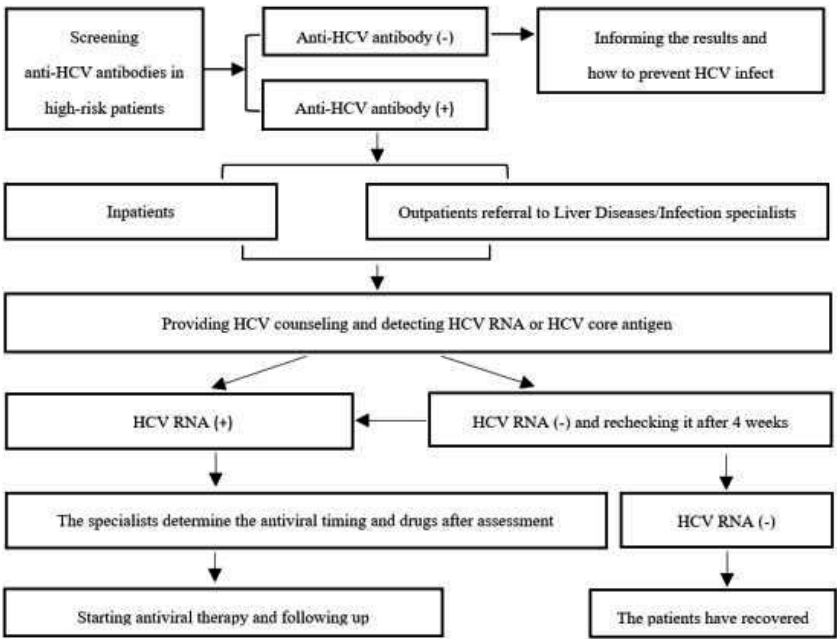 Screening
anti-HCV antibodies in
high-risk patients
Anti-HCV antibody (-)
Informing the results and
how to prevent HCV infect
Anti-HCV antibody (+)
Inpatients
Outpatients referral to Liver Diseases/Infection specialists
Providing HCV counseling and detecting HCV RNA or HCV core antigen
HCV RNA (+)
HCV RNA (-) and rechecking it after 4 weeks
The specialists determine the antiviral timing and drugs after assessment
HCV RNA (-)
Starting antiviral therapy and following up
The patients have recovered